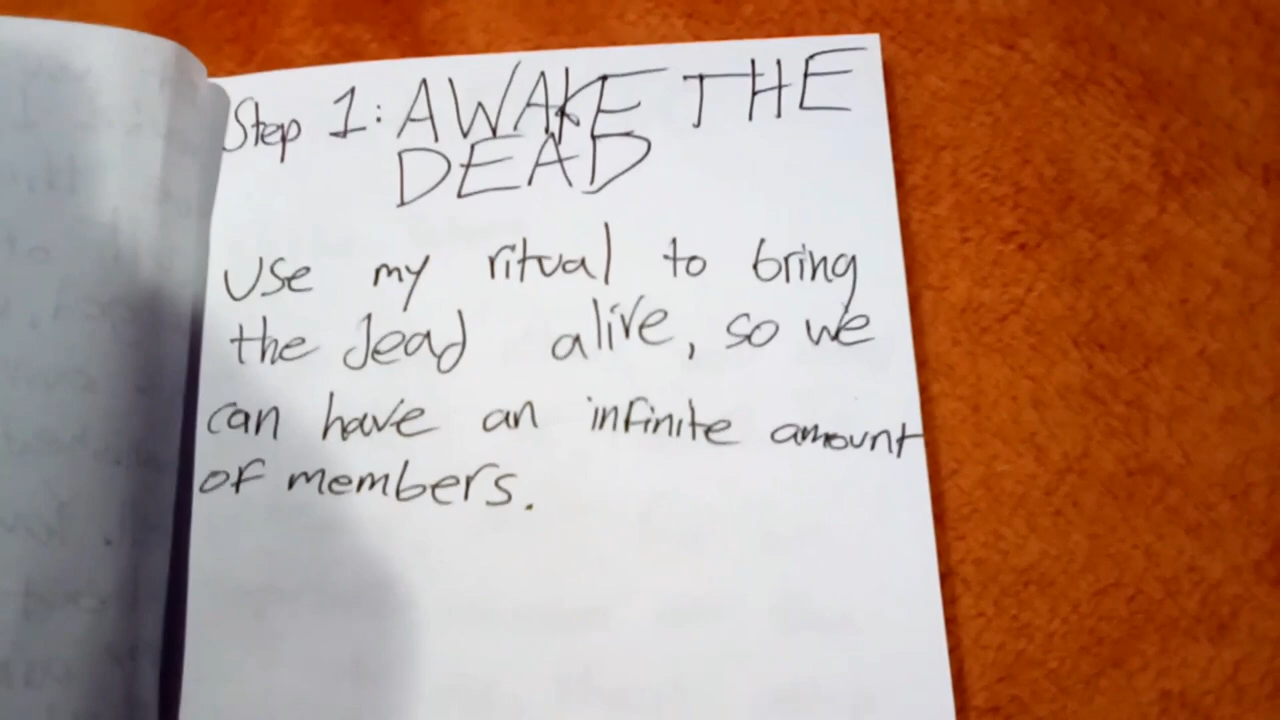 Step 1: AWAKE THE
DEAD
Use my ritual to bring
the dead alive, so we
can have an infinite amount
of members.